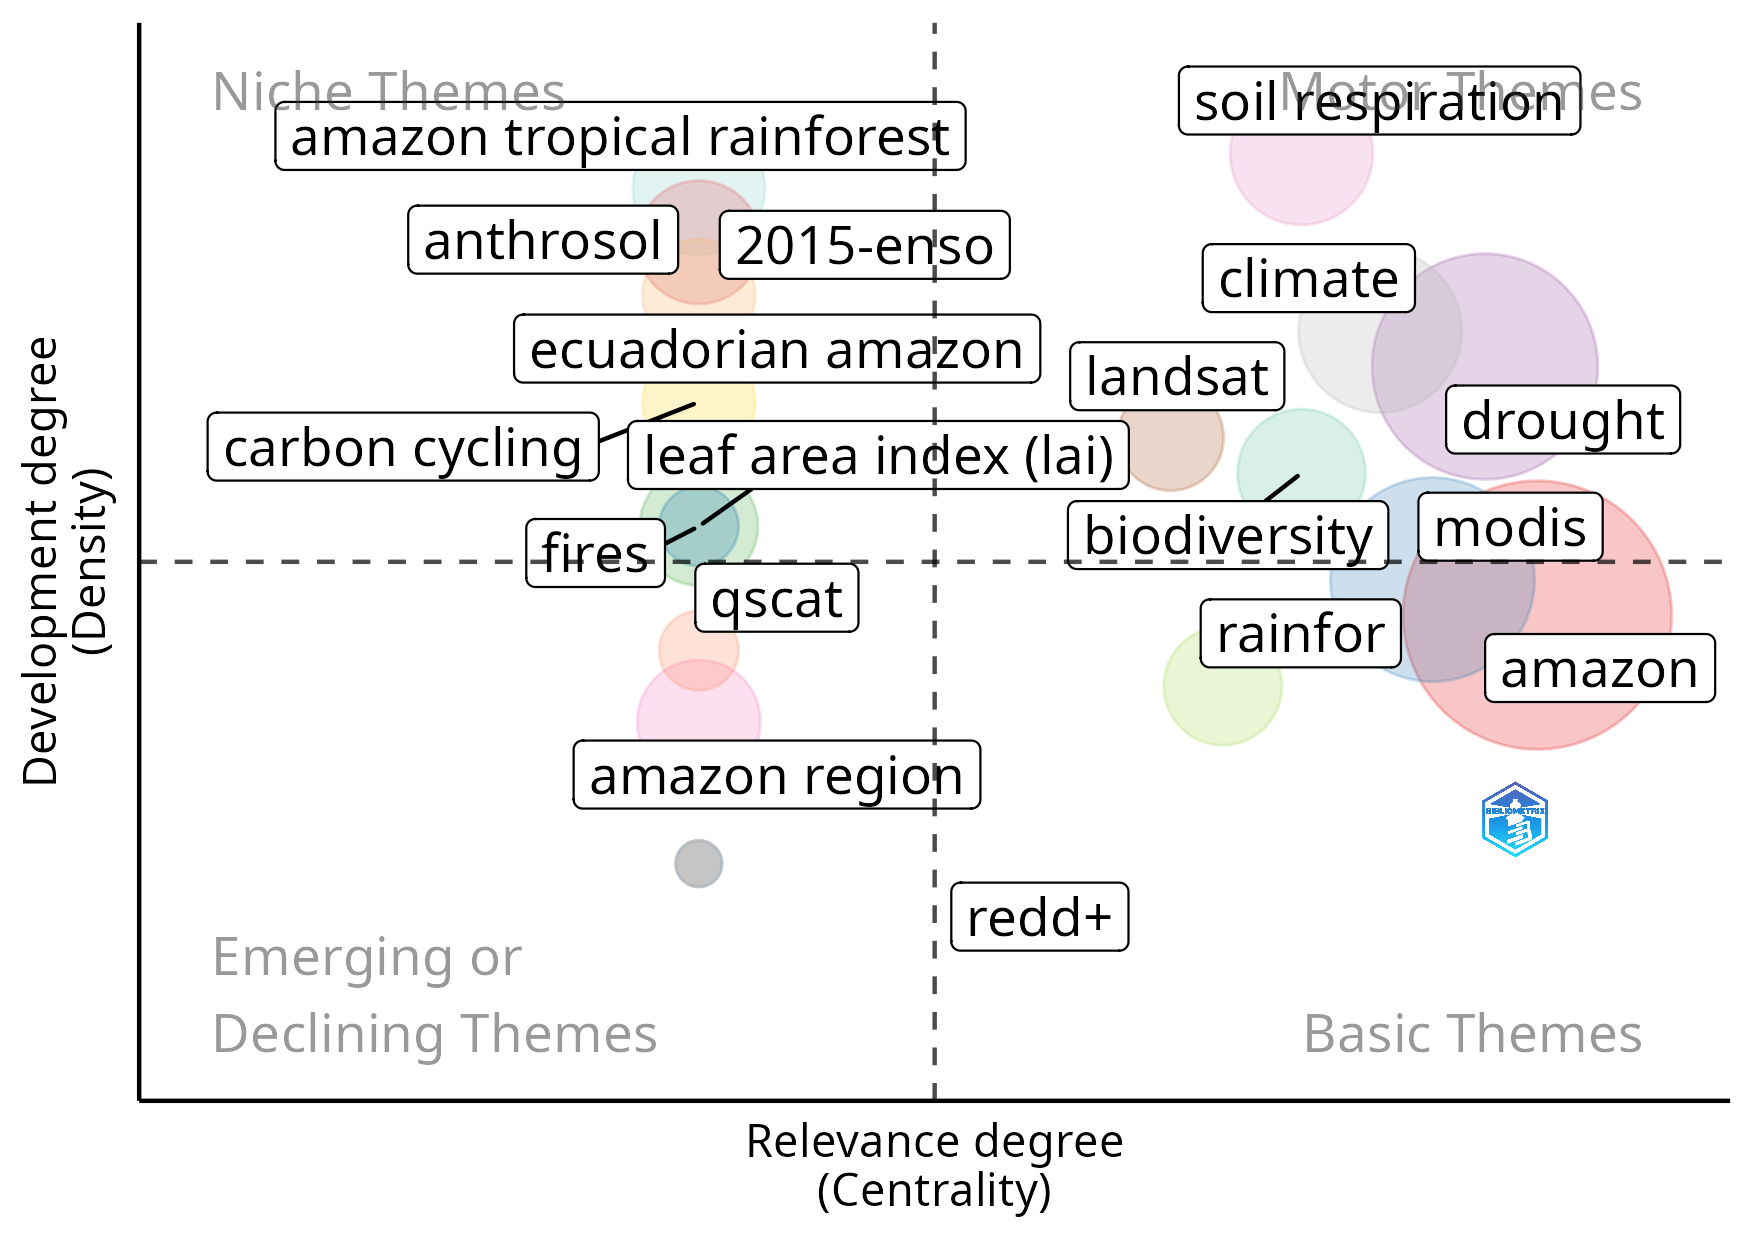 Niche Themes
Motor Themes
soil respiration
amazon tropical rainforest
anthrosol
2015-enso
climate
ecuadorian amazon
landsat
drought
carbon cycling
leaf area index (lai)
modis
biodiversity
fires
qscat
rainfor
amazon
amazon region
BIBLIOMETRIX
redd+
Emerging or
Declining Themes
Basic Themes
Development degree
(Density)
Relevance degree
(Centrality)